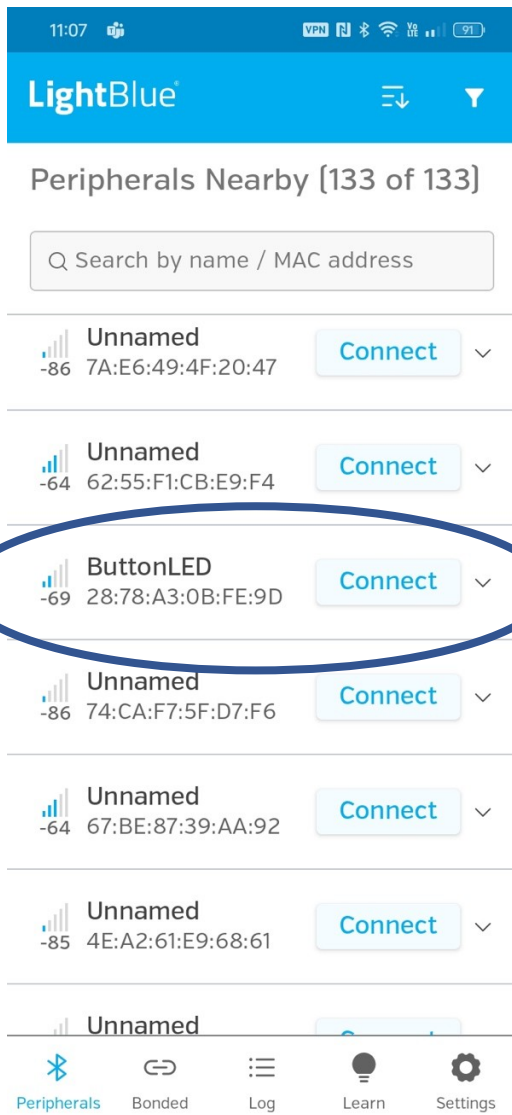 11:07
VPN
Yo LTE
91
LightBlue®
Peripherals Nearby (133 of 133)
Search by name / MAC address
Unnamed
Connect
-86 7A:E6:49:4F:20:47
Unnamed
Connect
-64 62:55:F1:CB:E9:F4
ButtonLED
Connect
-69 28:78:A3:0B:FE:9D
Unnamed
Connect
-86 74:CA:F7:5F:D7:F6
Unnamed
Connect
-64 67:BE:87:39:AA:92
Unnamed
Connect
-85 4E:A2:61:E9:68:61
Unnamed
Peripherals Bonded Log Learn Settings